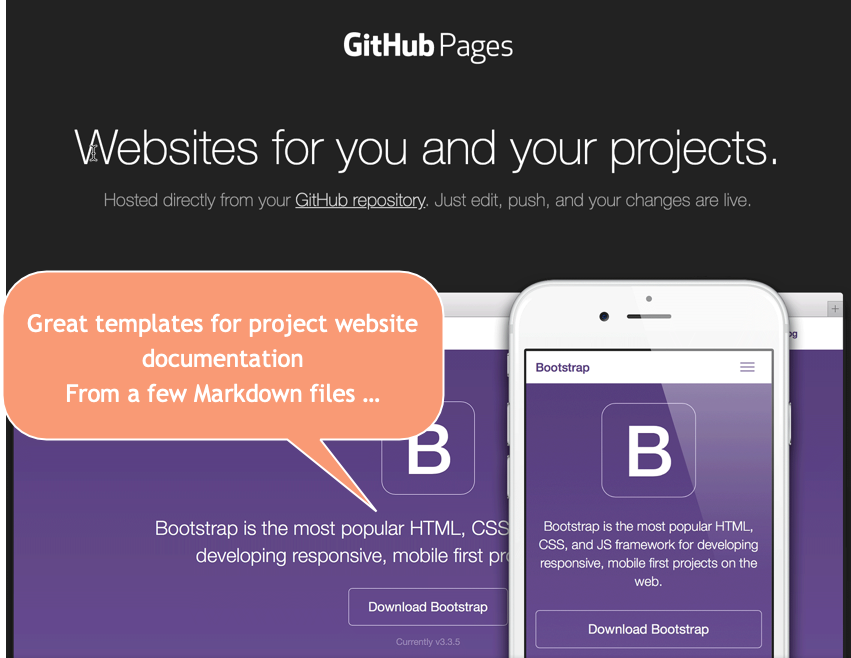 GitHub Pages
Websites for you and your projects.
Hosted directly from your GitHub repository. Just edit, push, and your changes are live.
Great templates for project website
documentation
From a few Markdown files ...
B
Bootstrap is the most popular HTML, CSS
developing responsive, mobile first pr
Download Bootstrap
Currently v3.3.5
Bootstrap
B
Bootstrap is the most popular HTML,
CSS, and JS framework for developing
responsive, mobile first projects on the
web.
Download Bootstrap